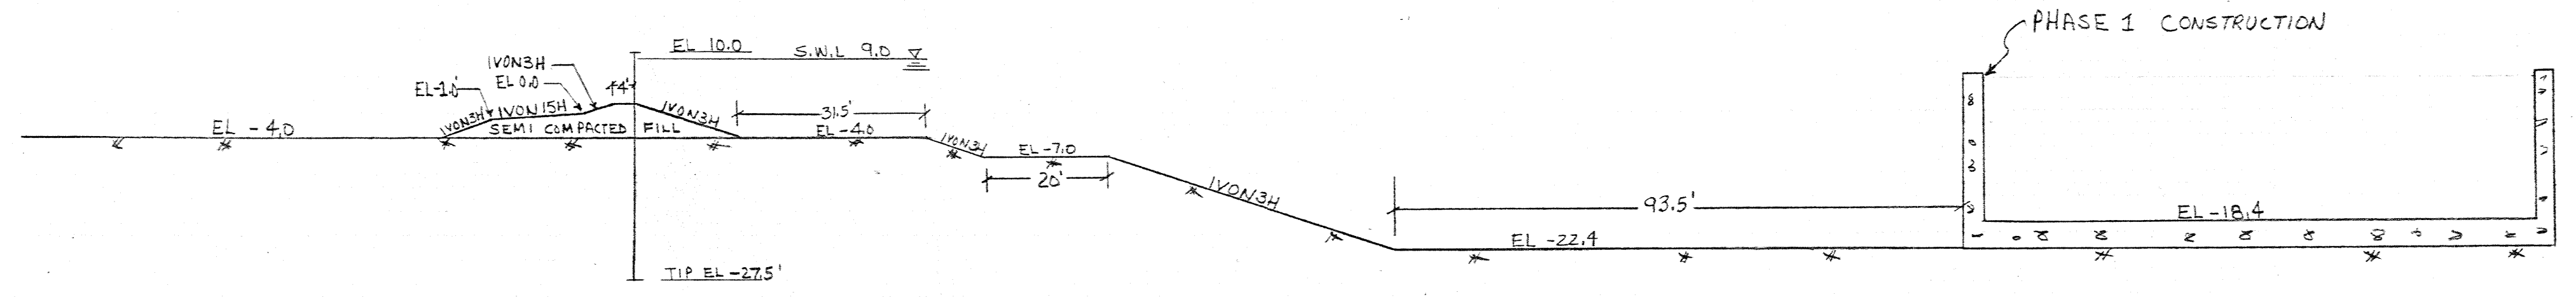 PHASE 1 CONSTRUCTION
EL 10.0
S.W.L 9.0
1VON3H
EL 0.0
EL-1.0'
1VON3H
1VON 15H
1VON3H
31.5'
EL - 4.0
SEMI COMPACTED FILL
EL -4.0
1VON3H
EL -7.0
20'
1VON3H
93.5'
EL -18.4
EL -22.4
TIP EL -27.5'